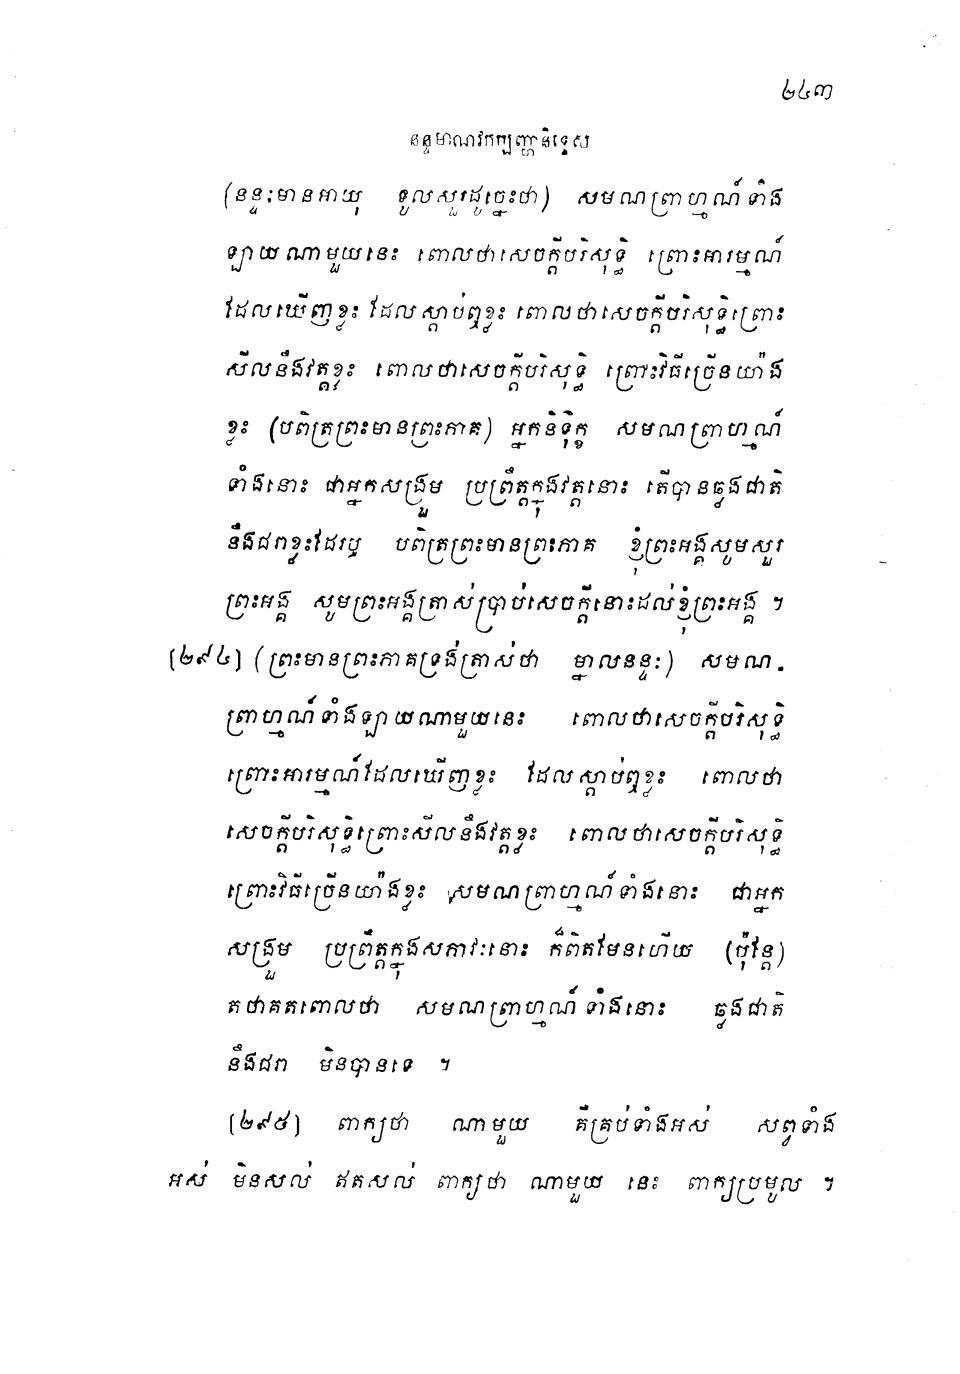 ២៤៣
នន្ទមាណវកប្បញ្ហានិទ្ទេស
(នន្ទៈមានអាយុ ទូលសួរដូច្នេះថា) សមណព្រាហ្មណ៍ទាំង
ឡាយណាមួយនេះ ពោលថាសេចក្តីបរិសុទ្ធិ ព្រោះអារម្មណ៍
ដែលឃើញខ្លះ ដែលស្តាប់ឮខ្លះ ពោលថាសេចក្តីបរិសុទ្ធិព្រោះ
សីលនឹងវត្តខ្លះ ពោលថាសេចក្តីបរិសុទ្ធិ ព្រោះវិធីច្រើនយ៉ាង
ខ្លះ (បពិត្រព្រះមានព្រះភាគ) អ្នកនិទ៌ុក្ខ សមណព្រាហ្មណ៍
ទាំងនោះ ជាអ្នកសង្រួម ប្រព្រឹត្តក្នុងវត្តនោះ តើបានឆ្លងជាតិ
នឹងជរាខ្លះដែរឬ បពិត្រព្រះមានព្រះភាគ ខ្ញុំព្រះអង្គសូមសួរ
ព្រះអង្គ សូមព្រះអង្គត្រាស់ប្រាប់សេចក្តីនោះដល់ខ្ញុំព្រះអង្គ ។
(២៩៤) (ព្រះមានព្រះភាគទ្រង់ត្រាស់ថា ម្នាលនន្ទៈ) សមណ
ព្រាហ្មណ៍ទាំងឡាយណាមួយនេះ ពោលថាសេចក្តីបរិសុទ្ធិ
ព្រោះអារម្មណ៍ដែលឃើញខ្លះ ដែលស្តាប់ឮខ្លះ ពោលថា
សេចក្តីបរិសុទ្ធិព្រោះសីលនឹងវត្តខ្លះ ពោលថាសេចក្តីបរិសុទ្ធិ
ព្រោះវិធីច្រើនយ៉ាងខ្លះ សមណព្រាហ្មណ៍ទាំងនោះ ជាអ្នក
សង្រួម ប្រព្រឹត្តក្នុងសភាវៈនោះ ក៏ពិតមែនហើយ (ប៉ុន្តែ)
តថាគតពោលថា សមណព្រាហ្មណ៍ទាំងនោះ ឆ្លងជាតិ
នឹងជរា មិនបានទេ ។
(២៩៥) ពាក្យថា ណាមួយ គឺគ្រប់ទាំងអស់ សព្វទាំង
អស់ មិនសល់ ឥតសល់ ពាក្យថា ណាមួយ នេះ ពាក្យប្រមូល ។